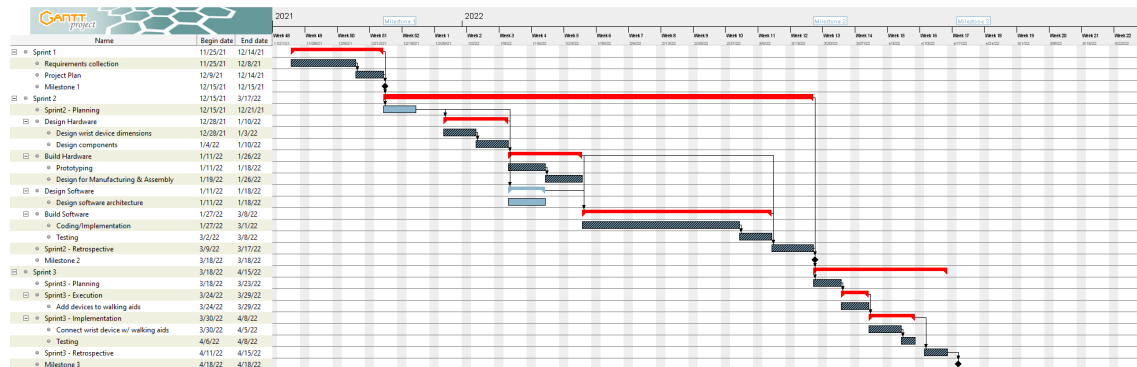 GANTT project
2021
2022
Milestone 1
Milestone 2
Milestone 3
Name Begin date End date
Week 48 Week 49 Week 50 Week 51 Week 52 Week 1 Week 2 Week 3 Week 4 Week 5 Week 6 Week 7 Week 8 Week 9 Week 10 Week 11 Week 12 Week 13 Week 14 Week 15 Week 16 Week 17 Week 18 Week 19 Week 20 Week 21 Week 22
Sprint 1 11/25/21 12/14/21
Requirements collection 11/25/21 12/8/21
Project Plan 12/9/21 12/14/21
Milestone 1 12/15/21 12/15/21
Sprint 2 12/15/21 3/17/22
Sprint2 - Planning 12/15/21 12/21/21
Design Hardware 12/28/21 1/10/22
Design wrist device dimensions 12/28/21 1/3/22
Design components 1/4/22 1/10/22
Build Hardware 1/11/22 1/26/22
Prototyping 1/11/22 1/18/22
Design for Manufacturing & Assembly 1/19/22 1/26/22
Design Software 1/11/22 1/18/22
Design software architecture 1/11/22 1/18/22
Build Software 1/27/22 3/8/22
Coding/Implementation 1/27/22 3/1/22
Testing 3/2/22 3/8/22
Sprint2 - Retrospective 3/9/22 3/17/22
Milestone 2 3/18/22 3/18/22
Sprint 3 3/18/22 4/15/22
Sprint3 - Planning 3/18/22 3/23/22
Sprint3 - Execution 3/24/22 3/29/22
Add devices to walking aids 3/24/22 3/29/22
Sprint3 - Implementation 3/30/22 4/8/22
Connect wrist device w/ walking aids 3/30/22 4/5/22
Testing 4/6/22 4/8/22
Sprint3 - Retrospective 4/11/22 4/15/22
Milestone 3 4/18/22 4/18/22